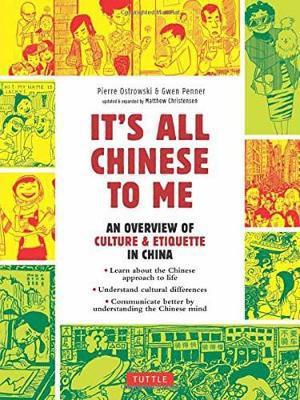 HI MY NAME IS
JACK
Pierre Ostrowski & Gwen Penner
updated & expanded by Matthew Christensen
IT'S ALL
CHINESE
TO ME
AN OVERVIEW OF
CULTURE & ETIQUETTE
IN CHINA
• Learn about the Chinese
approach to life
• Understand cultural differences
• Communicate better by
understanding the Chinese mind
TUTTLE